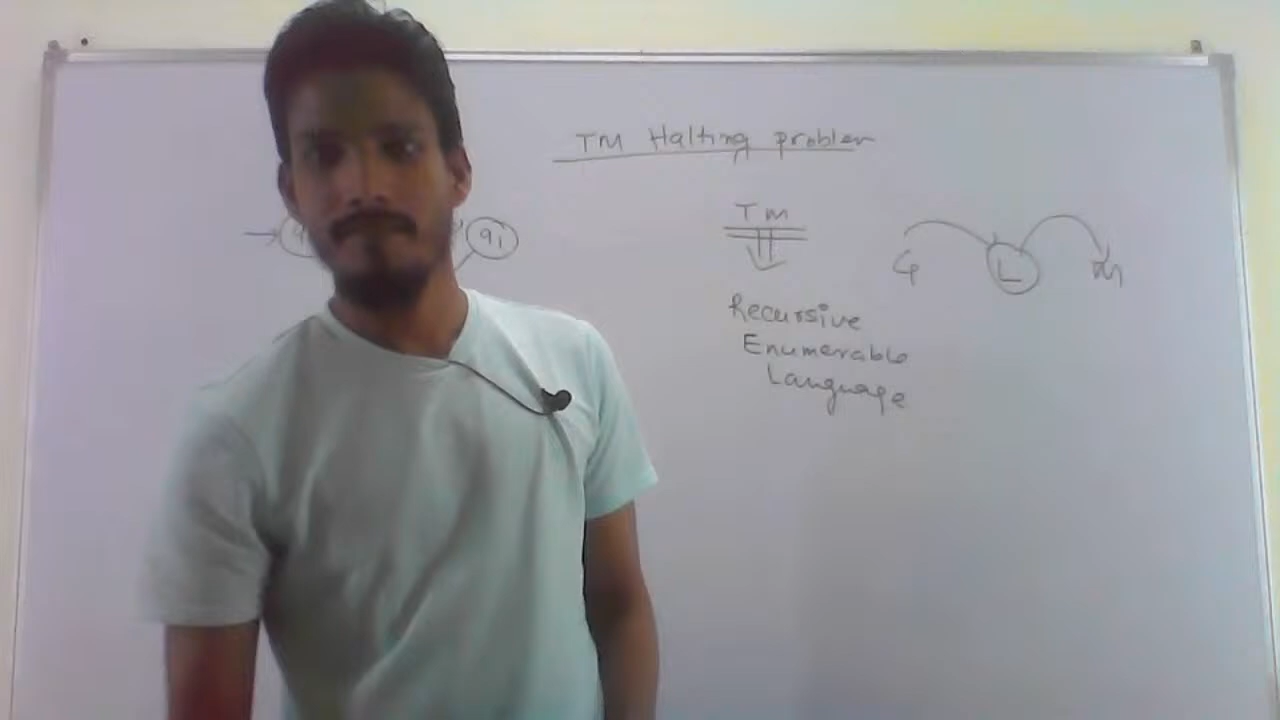 TM Halting problem
TM
q1
G L M
Recursive
Enumerable
Language